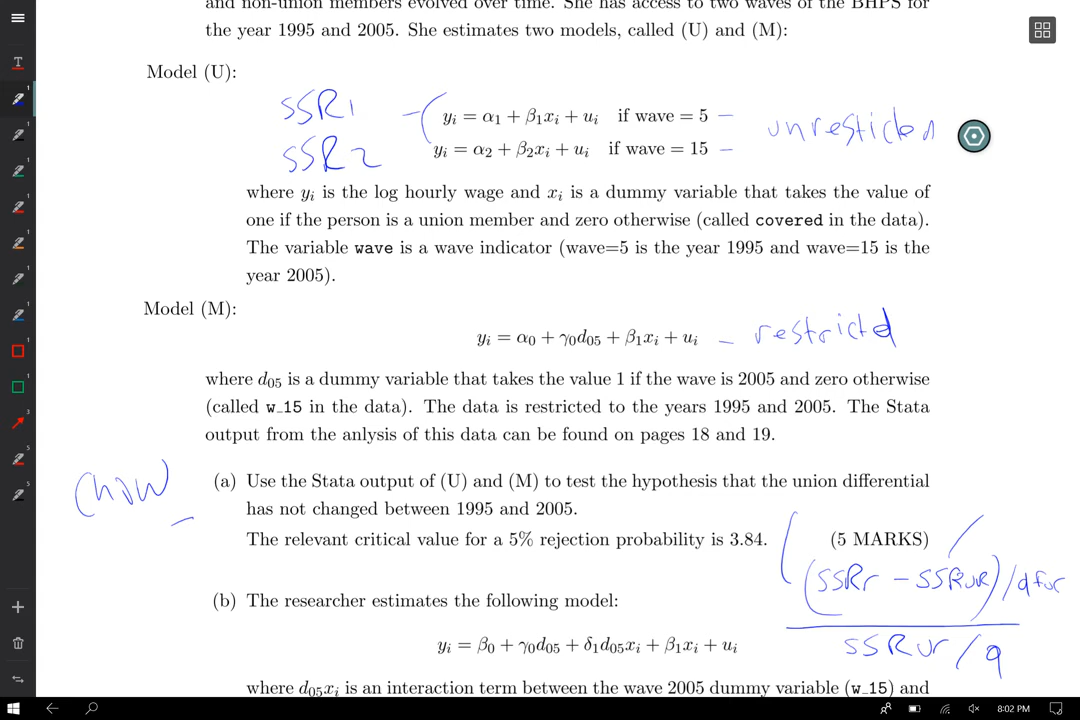 and non-union members evolved over time. She has access to two waves of the BHPS for
the year 1995 and 2005. She estimates two models, called (U) and (M):
Model (U):
SSR1
SSR2
yᵢ = α₁ + β₁xᵢ + uᵢ if wave = 5 –
yᵢ = α₂ + β₂xᵢ + uᵢ if wave = 15 –
unresticted
where yᵢ is the log hourly wage and xᵢ is a dummy variable that takes the value of
one if the person is a union member and zero otherwise (called covered in the data).
The variable wave is a wave indicator (wave=5 is the year 1995 and wave=15 is the
year 2005).
Model (M):
yᵢ = α₀ + γ₀d₀₅ + β₁xᵢ + uᵢ – restrictd
where d₀₅ is a dummy variable that takes the value 1 if the wave is 2005 and zero otherwise
(called w_15 in the data). The data is restricted to the years 1995 and 2005. The Stata
output from the anlysis of this data can be found on pages 18 and 19.
Chow
(a) Use the Stata output of (U) and (M) to test the hypothesis that the union differential
has not changed between 1995 and 2005.
The relevant critical value for a 5% rejection probability is 3.84. (5 MARKS)
(SSRr – SSRUR)/dfur
SSRur/q
(b) The researcher estimates the following model:
yᵢ = β₀ + γ₀d₀₅ + δ₁d₀₅xᵢ + β₁xᵢ + uᵢ
where d₀₅xᵢ is an interaction term between the wave 2005 dummy variable (w_15) and
8:02 PM